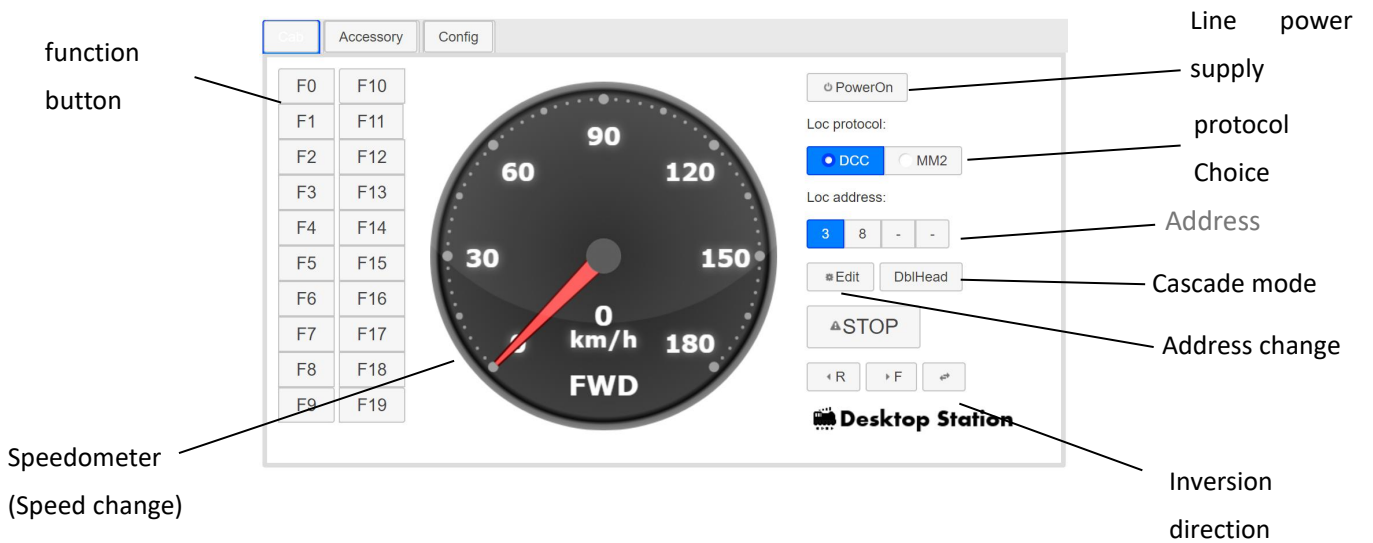 function
button
Cab
Accessory
Config
F0 F10
F1 F11
F2 F12
F3 F13
F4 F14
F5 F15
F6 F16
F7 F17
F8 F18
F9 F19
Speedometer
(Speed change)
90
60
120
30
150
0
180
0
km/h
FWD
PowerOn
Loc protocol:
DCC MM2
Loc address:
3 8 - -
Edit DblHead
STOP
R F
Desktop Station
Line power
supply
protocol
Choice
Address
Cascade mode
Address change
Inversion
direction